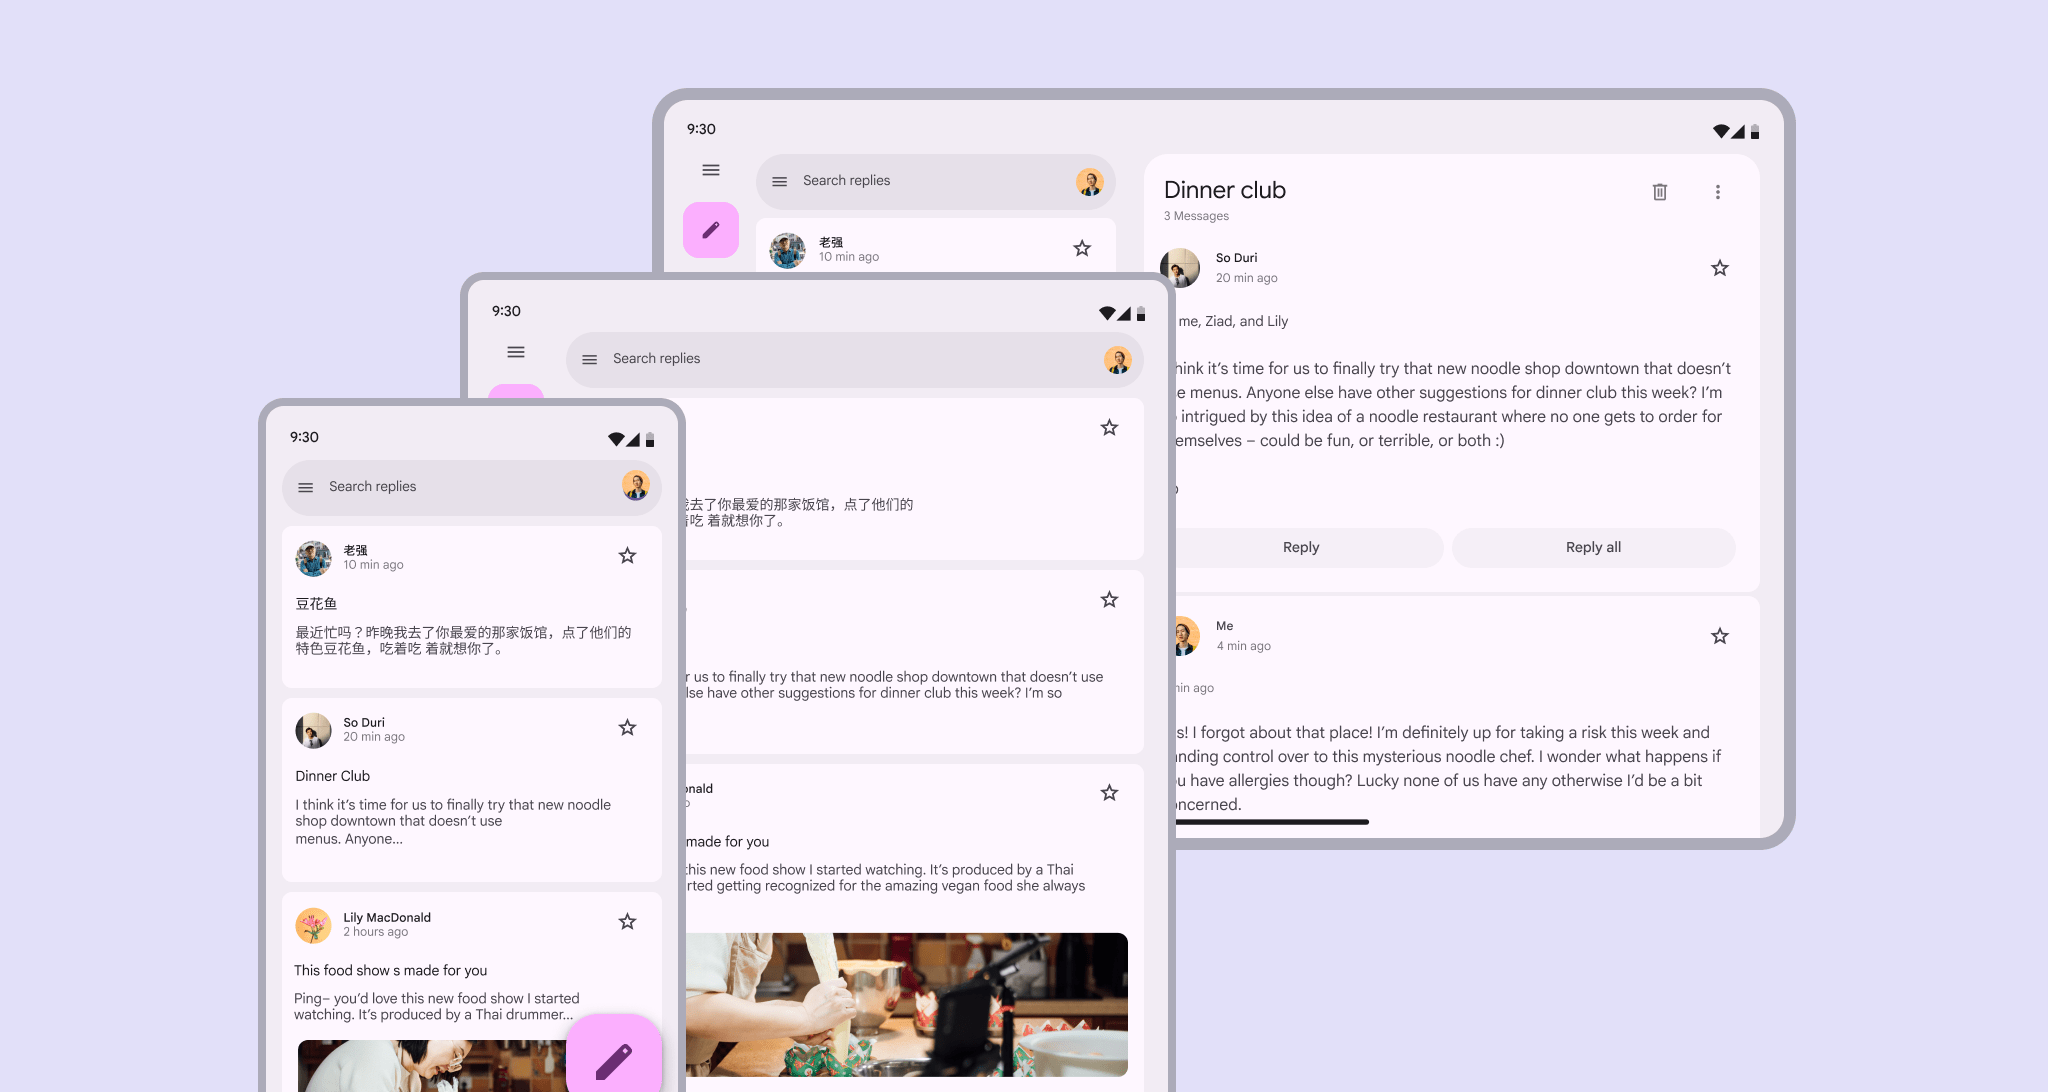 9:30
Search replies
老强
10 min ago
Dinner club
3 Messages
So Duri
20 min ago
me, Ziad, and Lily
it's time for us to finally try that new noodle shop downtown that doesn't
menus. Anyone else have other suggestions for dinner club this week? I'm
intrigued by this idea of a noodle restaurant where no one gets to order for
– could be fun, or terrible, or both :)
Reply
Reply all
Me
4 min ago
min ago
I forgot about that place! I'm definitely up for taking a risk this week and
control over to this mysterious noodle chef. I wonder what happens if
have allergies though? Lucky none of us have any otherwise I'd be a bit
9:30
Search replies
去了你最爱的那家饭馆，点了他们的
吃 着就想你了。
us to finally try that new noodle shop downtown that doesn't use
have other suggestions for dinner club this week? I'm so
made for you
this new food show I started watching. It's produced by a Thai
getting recognized for the amazing vegan food she always
9:30
Search replies
老强
10 min ago
豆花鱼
最近忙吗？昨晚我去了你最爱的那家饭馆，点了他们的
特色豆花鱼，吃着吃 着就想你了。
So Duri
20 min ago
Dinner Club
I think it's time for us to finally try that new noodle
shop downtown that doesn't use
menus. Anyone...
Lily MacDonald
2 hours ago
This food show s made for you
Ping– you'd love this new food show I started
watching. It's produced by a Thai drummer...